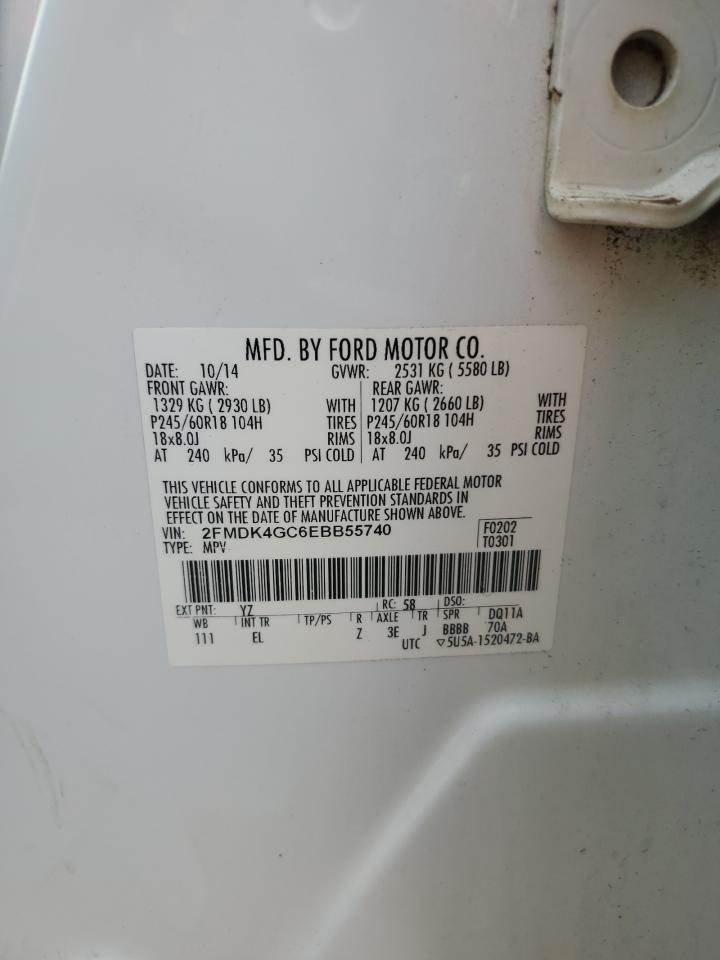 MFD. BY FORD MOTOR CO.
DATE: 10/14 GVWR: 2531 KG ( 5580 LB)
FRONT GAWR: REAR GAWR:
1329 KG ( 2930 LB) WITH 1207 KG ( 2660 LB) WITH
P245/60R18 104H TIRES P245/60R18 104H TIRES
18x8.0J RIMS 18x8.0J RIMS
AT 240 kPa/ 35 PSI COLD AT 240 kPa/ 35 PSI COLD
THIS VEHICLE CONFORMS TO ALL APPLICABLE FEDERAL MOTOR
VEHICLE SAFETY AND THEFT PREVENTION STANDARDS IN
EFFECT ON THE DATE OF MANUFACTURE SHOWN ABOVE.
VIN: 2FMDK4GC6EBB55740 F0202
TYPE: MPV T0301
EXT PNT: YZ RC: 58 DSO:
WB INT TR TP/PS R AXLE TR SPR DQ11A
111 EL Z 3E J BBBB 70A
UTC ▽5U5A-1520472-BA